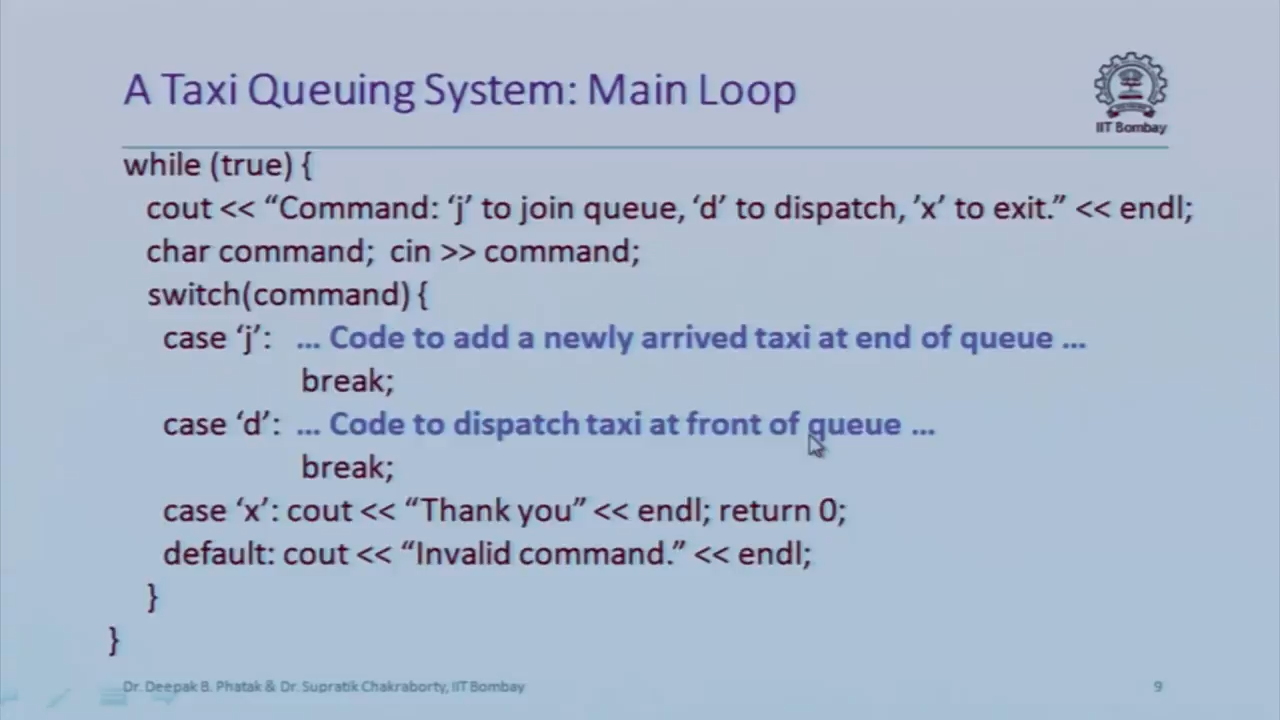 A Taxi Queuing System: Main Loop
IIT Bombay
while (true) {
cout << “Command: ‘j’ to join queue, ‘d’ to dispatch, ’x’ to exit.” << endl;
char command; cin >> command;
switch(command) {
case ‘j’: ... Code to add a newly arrived taxi at end of queue ...
break;
case ‘d’: ... Code to dispatch taxi at front of queue ...
break;
case ‘x’: cout << “Thank you” << endl; return 0;
default: cout << “Invalid command.” << endl;
}
}
Dr. Deepak B. Phatak & Dr. Supratik Chakraborty, IIT Bombay
9